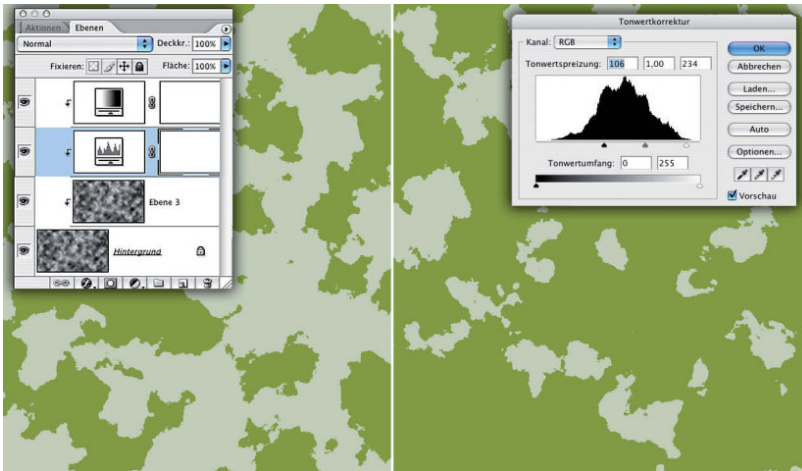 Aktionen Ebenen
Normal Deckkr.: 100%
Fixieren: Fläche: 100%
Ebene 3
Hintergrund
Tonwertkorrektur
Kanal: RGB
Tonwertspreizung: 106 1,00 234
Tonwertumfang: 0 255
OK
Abbrechen
Laden...
Speichern...
Auto
Optionen...
Vorschau